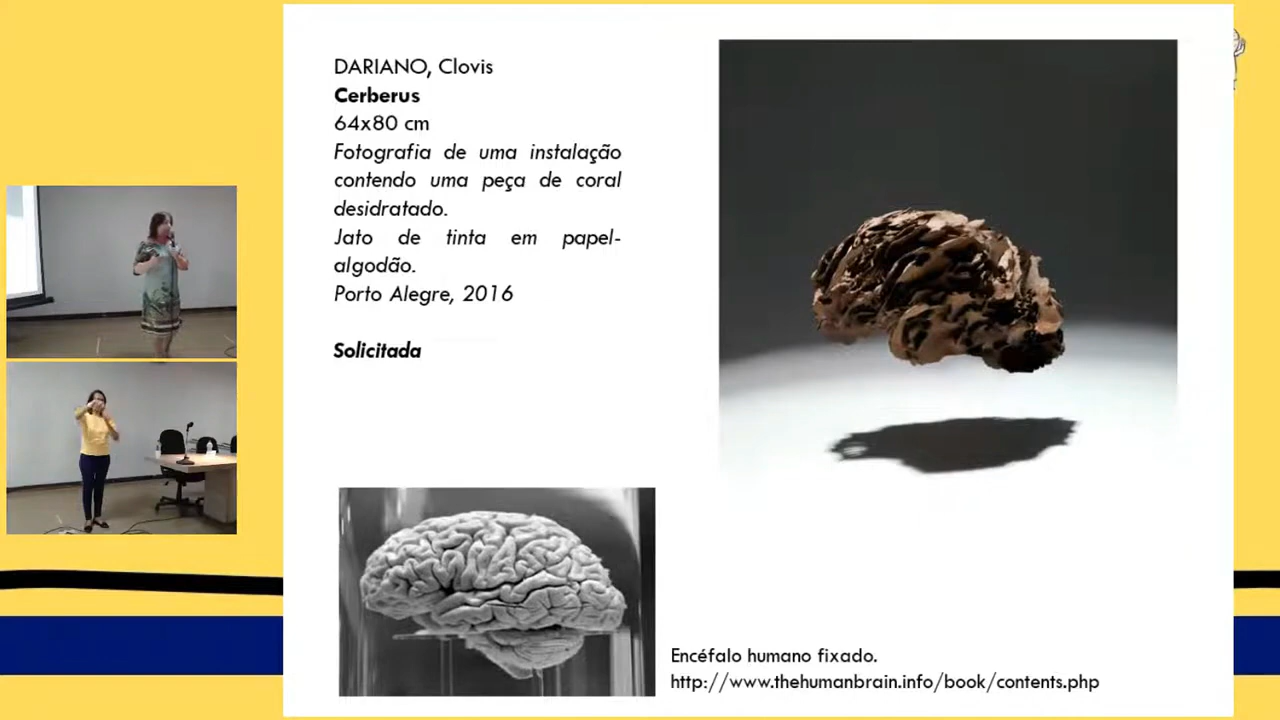 DARIANO, Clovis
Cerberus
64x80 cm
Fotografia de uma instalação
contendo uma peça de coral
desidratado.
Jato de tinta em papel-
algodão.
Porto Alegre, 2016
Solicitada
Encéfalo humano fixado.
http://www.thehumanbrain.info/book/contents.php